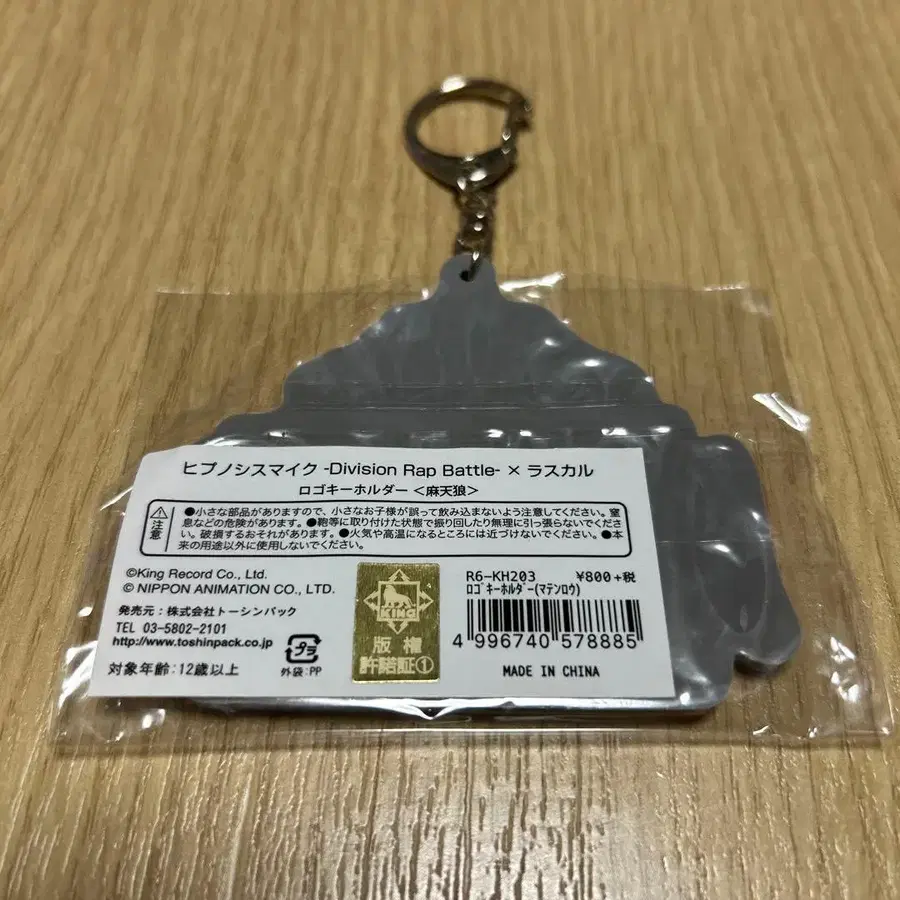 ヒプノシスマイク -Division Rap Battle- × ラスカル
ロゴキーホルダー <麻天狼>
⚠注意
●小さな部品がありますので、小さなお子様が誤って飲み込まないよう注意してください。窒
息などの危険があります。●鞄等に取り付けた状態で振り回したり無理に引っ張らないでくださ
い。破損するおそれがあります。●火気や高温になるところには近づけないでください。●本
来の用途以外に使用しないでください。
©King Record Co., Ltd.
© NIPPON ANIMATION CO., LTD.
発売元：株式会社トーシンパック
TEL 03-5802-2101
http://www.toshinpack.co.jp
対象年齢：12歳以上
プラ
外袋：PP
KING
版権
許諾証①
R6-KH203 ¥800+税
ﾛｺﾞｷｰﾎﾙﾀﾞｰ(ﾏﾃﾝﾛｳ)
4 996740 578885
MADE IN CHINA